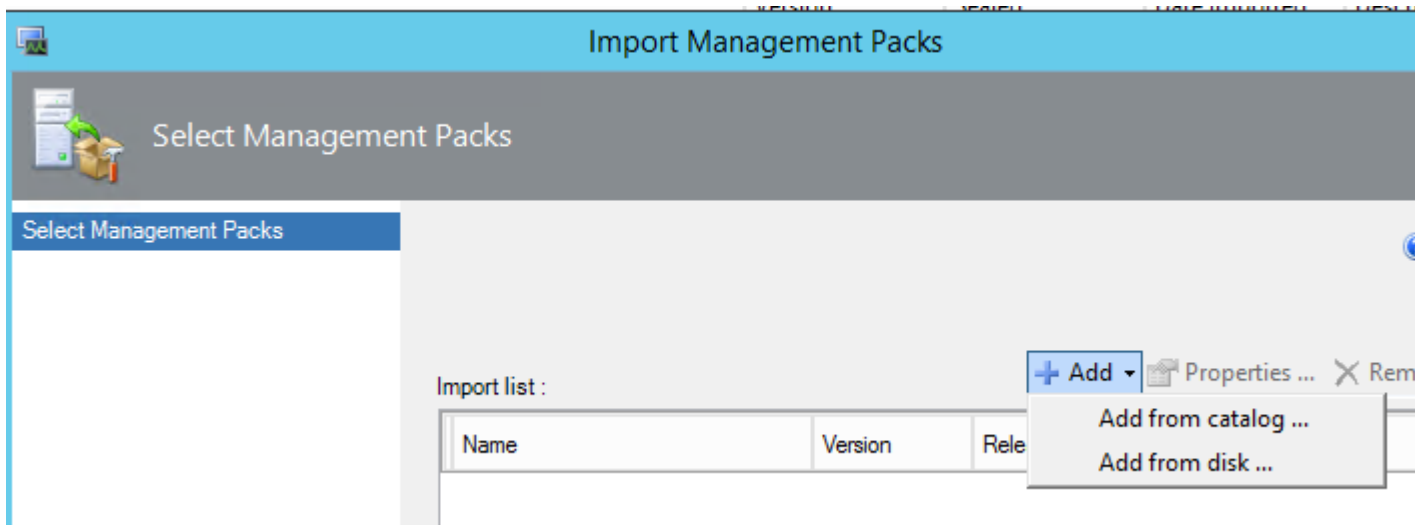 Import Management Packs
Select Management Packs
Select Management Packs
Add Properties ...
Import list :
Add from catalog ...
Name Version
Add from disk ...